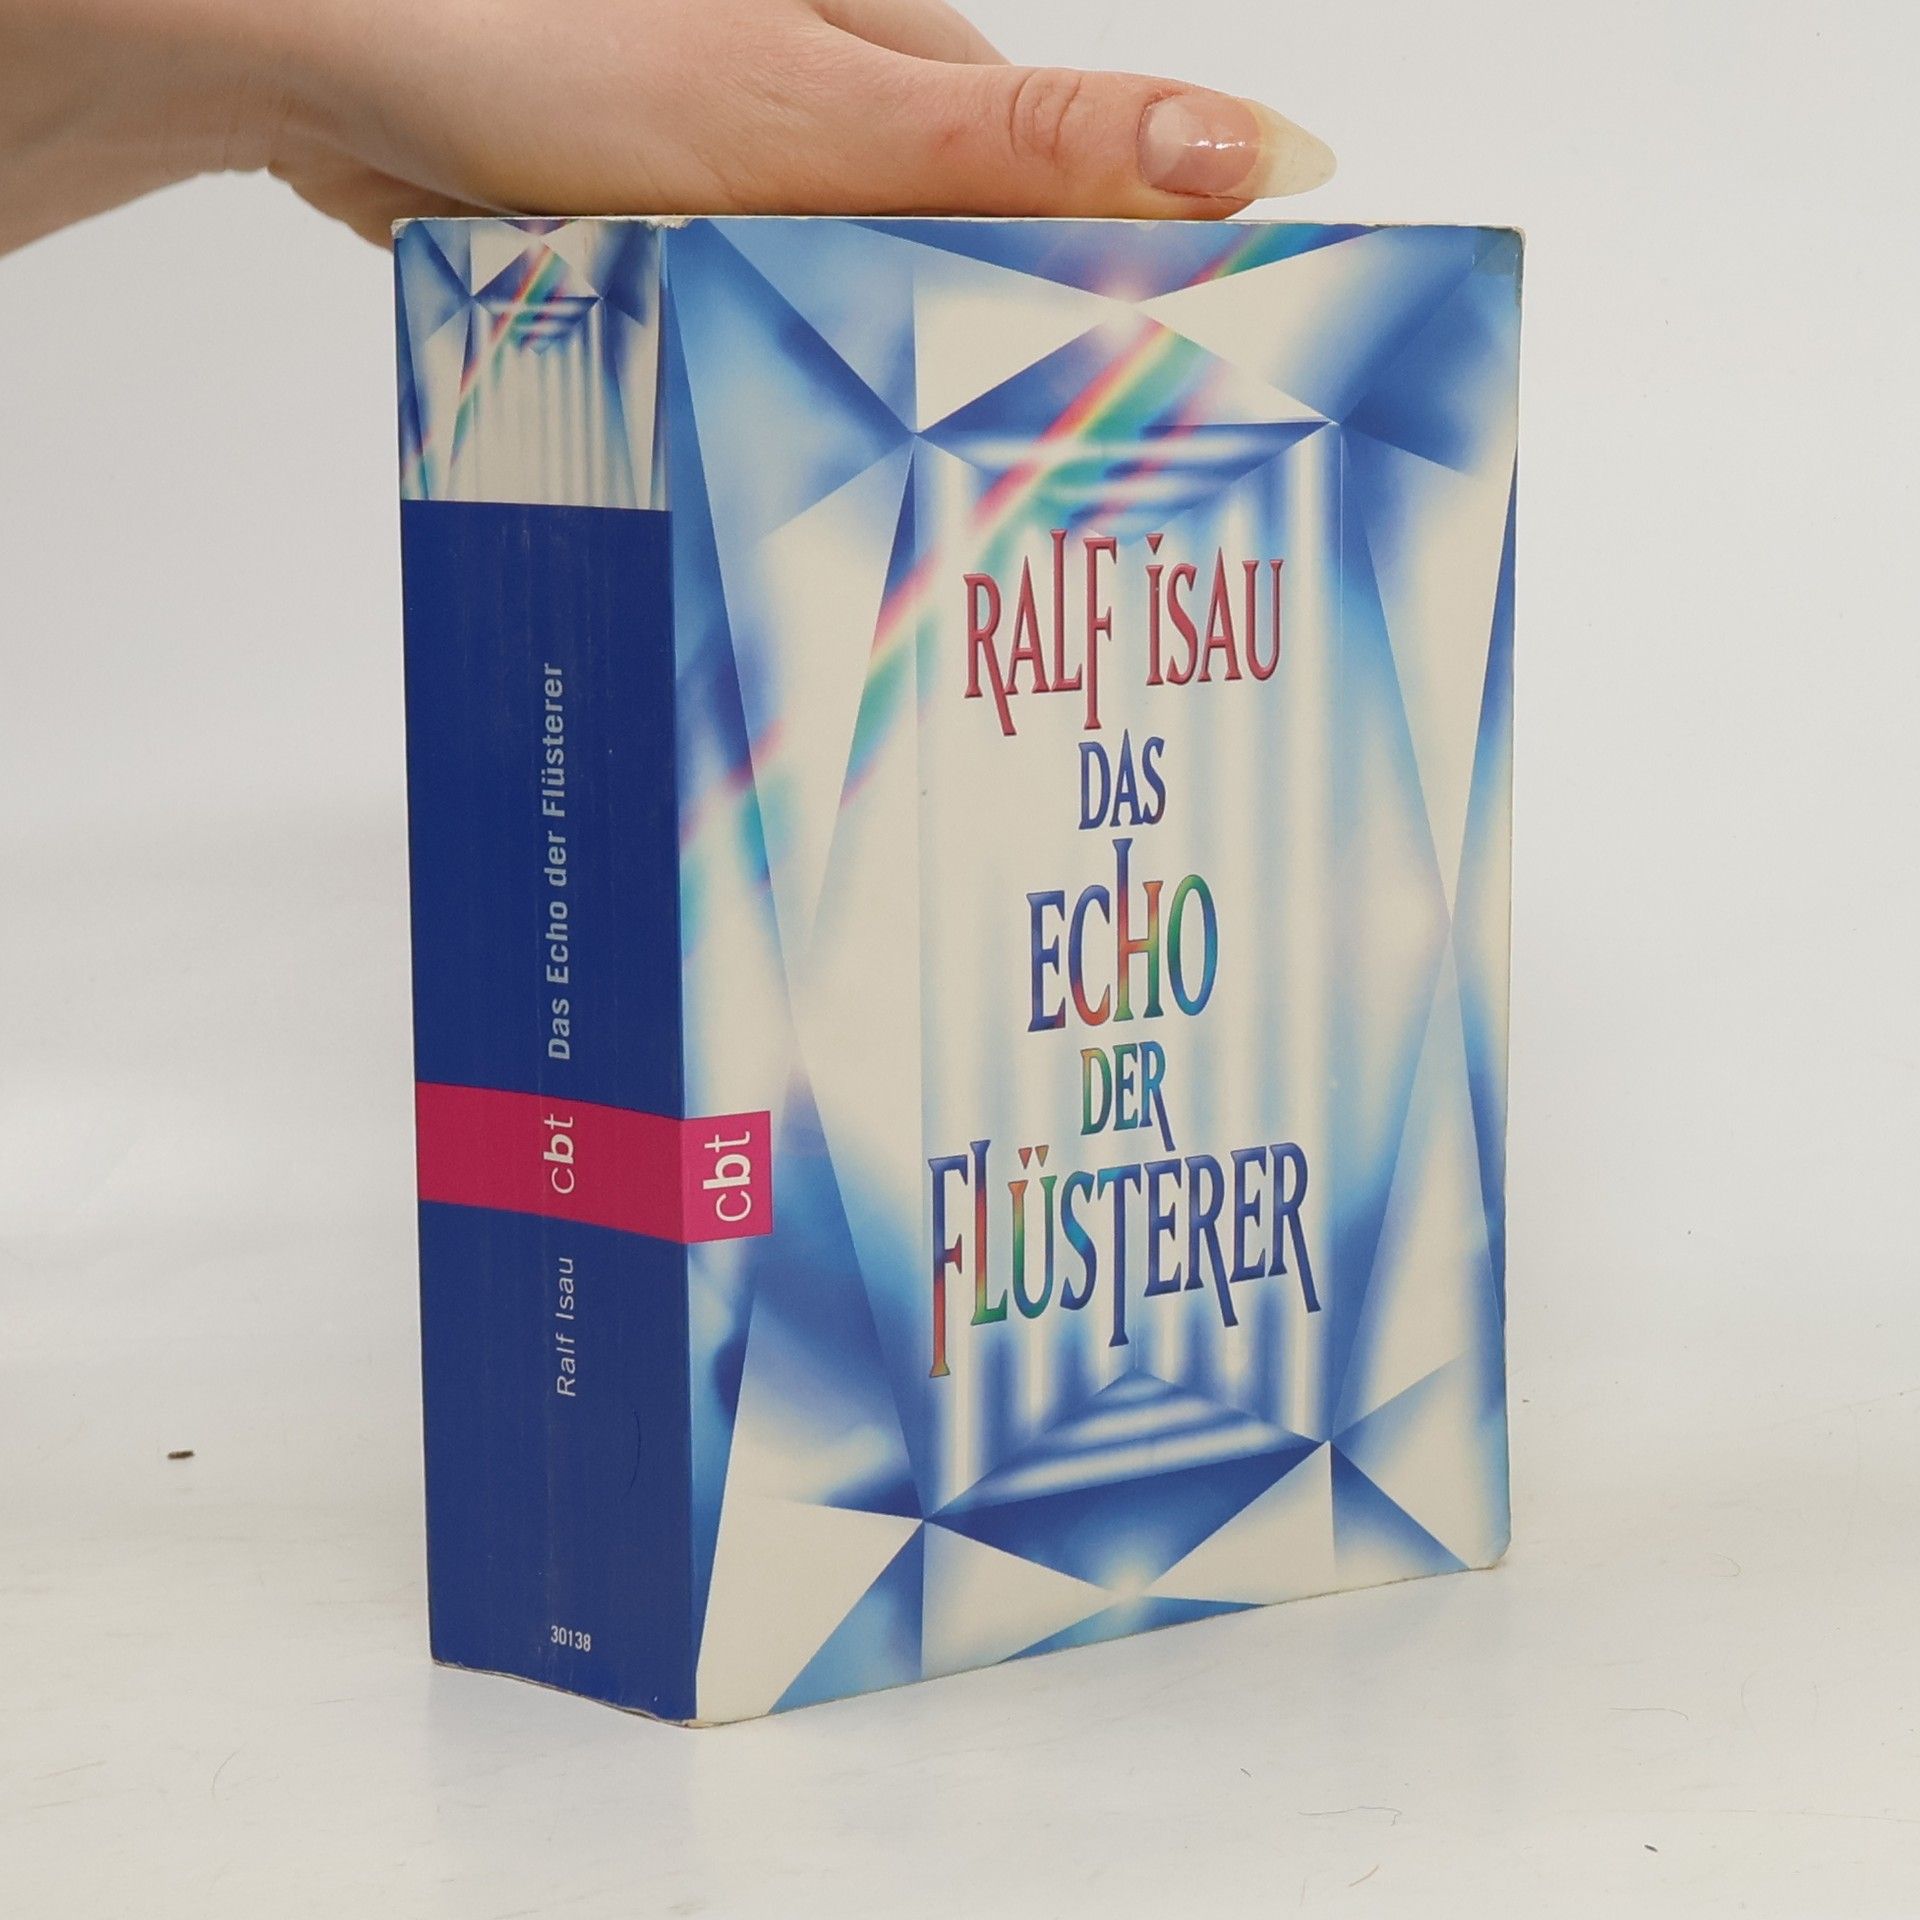 RALF ISAU
DAS
ECHO
DER
FLÜSTERER
cbt
Ralf Isau cbt Das Echo der Flüsterer
30138